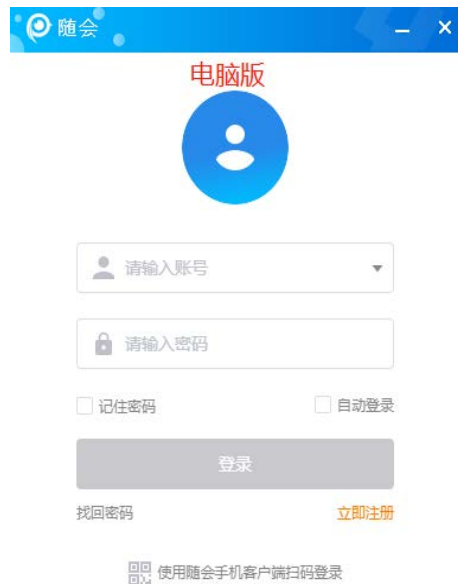 随会
电脑版
请输入账号
请输入密码
记住密码 自动登录
登录
找回密码 立即注册
使用随会手机客户端扫码登录